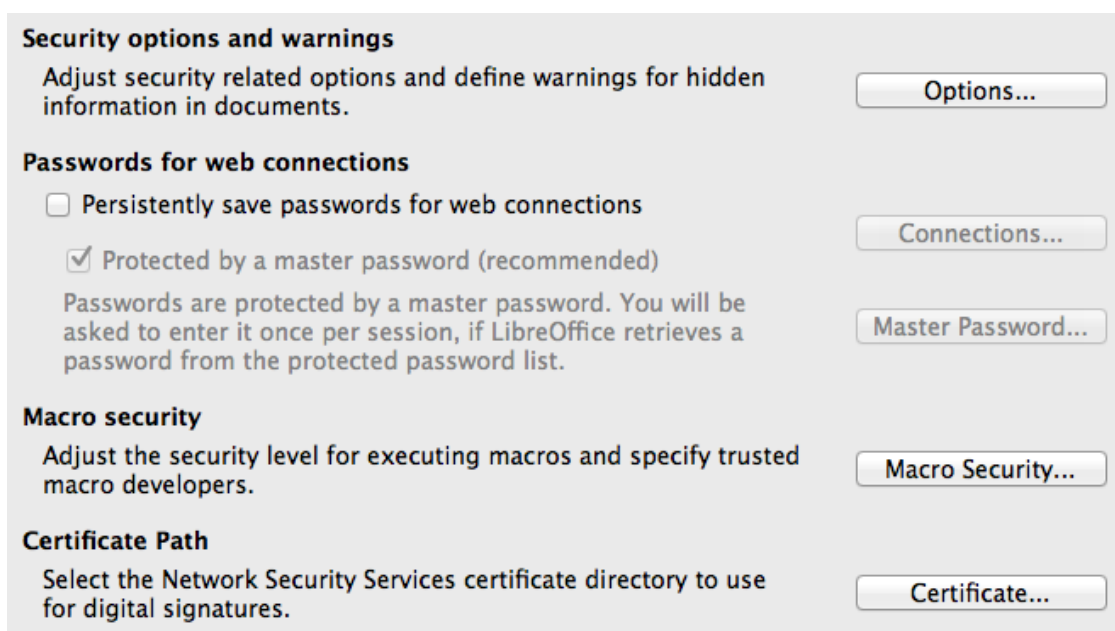 Security options and warnings
Adjust security related options and define warnings for hidden
information in documents.
Options...
Passwords for web connections
Persistently save passwords for web connections
Connections...
Protected by a master password (recommended)
Passwords are protected by a master password. You will be
asked to enter it once per session, if LibreOffice retrieves a
password from the protected password list.
Master Password...
Macro security
Adjust the security level for executing macros and specify trusted
macro developers.
Macro Security...
Certificate Path
Select the Network Security Services certificate directory to use
for digital signatures.
Certificate...